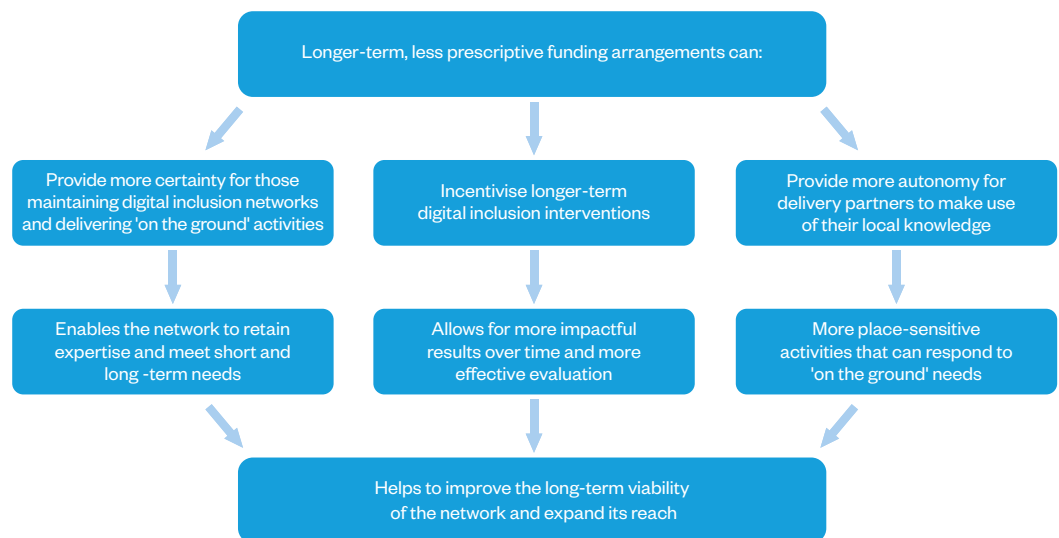 Longer-term, less prescriptive funding arrangements can:
Provide more certainty for those
maintaining digital inclusion networks
and delivering 'on the ground' activities
Incentivise longer-term
digital inclusion interventions
Provide more autonomy for
delivery partners to make use
of their local knowledge
Enables the network to retain
expertise and meet short and
long -term needs
Allows for more impactful
results over time and more
effective evaluation
More place-sensitive
activities that can respond to
'on the ground' needs
Helps to improve the long-term viability
of the network and expand its reach